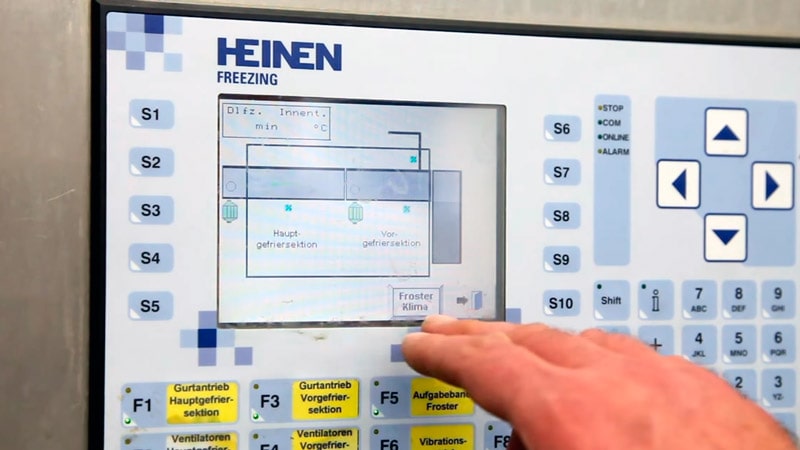 HEINEN
FREEZING
Dlfz. Innent.
min °C
Haupt-
gefriersektion
Vor-
gefriersektion
Froster
Klima
S1
S2
S3
S4
S5
S6
S7
S8
S9
S10
STOP
COM
ONLINE
ALARM
Shift
i
7
ABC
8
DEF
9
GHI
4
JKL
5
MNO
6
PQR
+
2
3
YZ-
F1
Gurtantrieb
Hauptgefrier-
sektion
F3
Gurtantrieb
Vorgefrier-
sektion
F5
Aufgabeband
Froster
Ventilatoren
F4
Ventilatoren
Vorgefrier-
F6
Vibrations-
F8